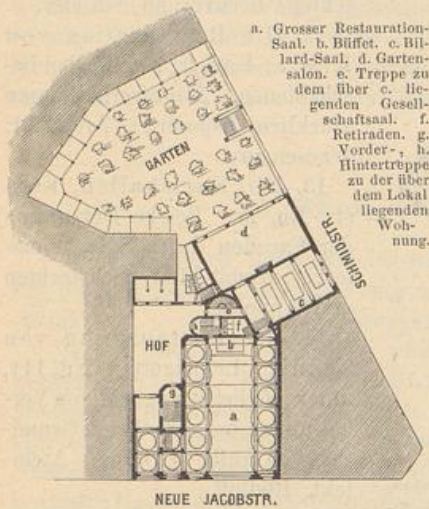 a. Grosser Restauration-
Saal. b. Büffet. c. Bil-
lard-Saal. d. Garten-
salon. e. Treppe zu
dem über c. lie-
genden Gesell-
schaftsaal. f.
Retiraden. g.
Vorder-, h.
Hintertreppe
zu der über
dem Lokal
liegenden
Woh-
nung.
GARTEN
d
SCHMIDSTR.
c
e
h
f
b
HOF
g
a
NEUE JACOBSTR.